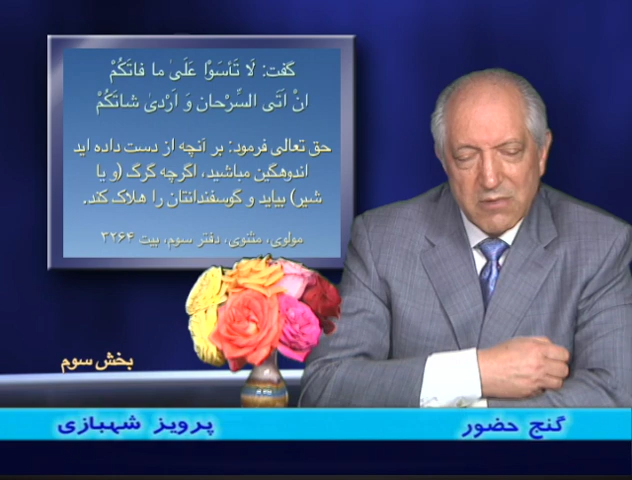 گفت: لَا تَأْسَوْا عَلَیٰ ما فاتَکُمْ
اِنْ اَتَی السِّرْحان وَ اَرْدیٰ شاتَکُمْ
حق تعالی فرمود: بر آنچه از دست داده اید
اندوهگین مباشید، اگرچه گرگ (و یا
شیر) بیاید و گوسفندانتان را هلاک کند.
مولوی، مثنوی، دفتر سوم، بیت ۳۲۶۴
بخش سوم
گنج حضور
پرویز شهبازی